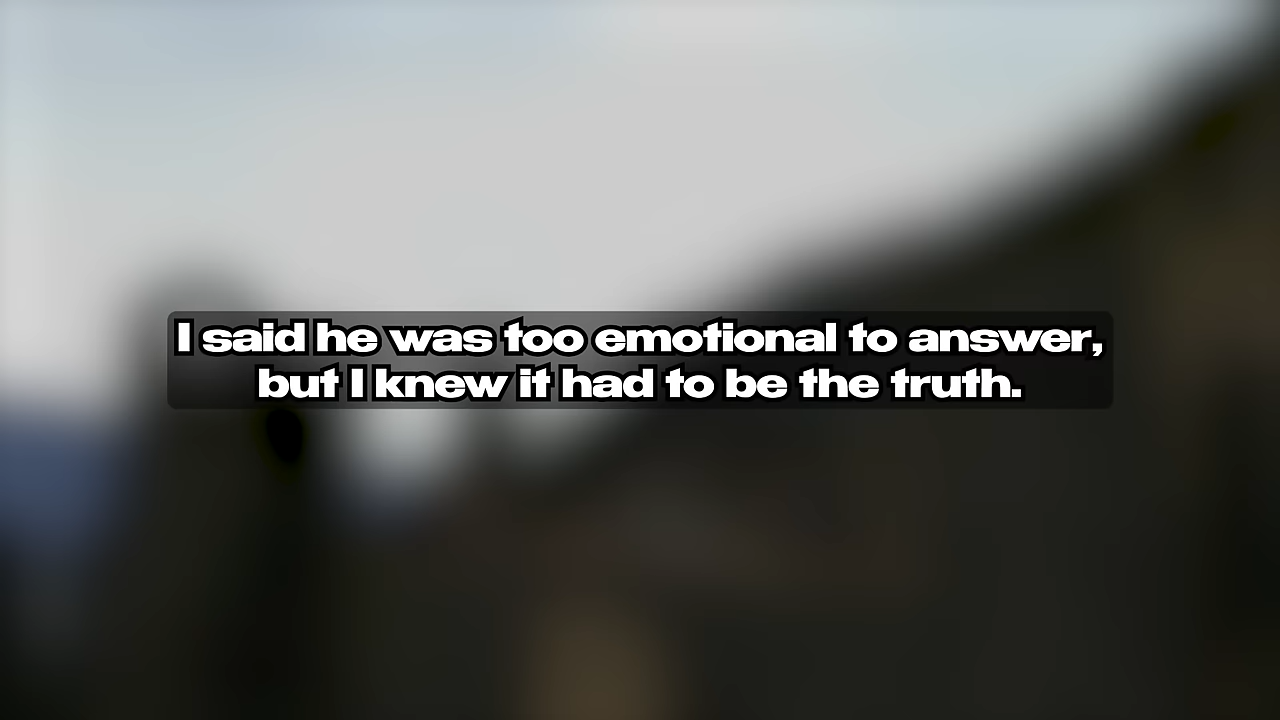 I said he was too emotional to answer,
but I knew it had to be the truth.